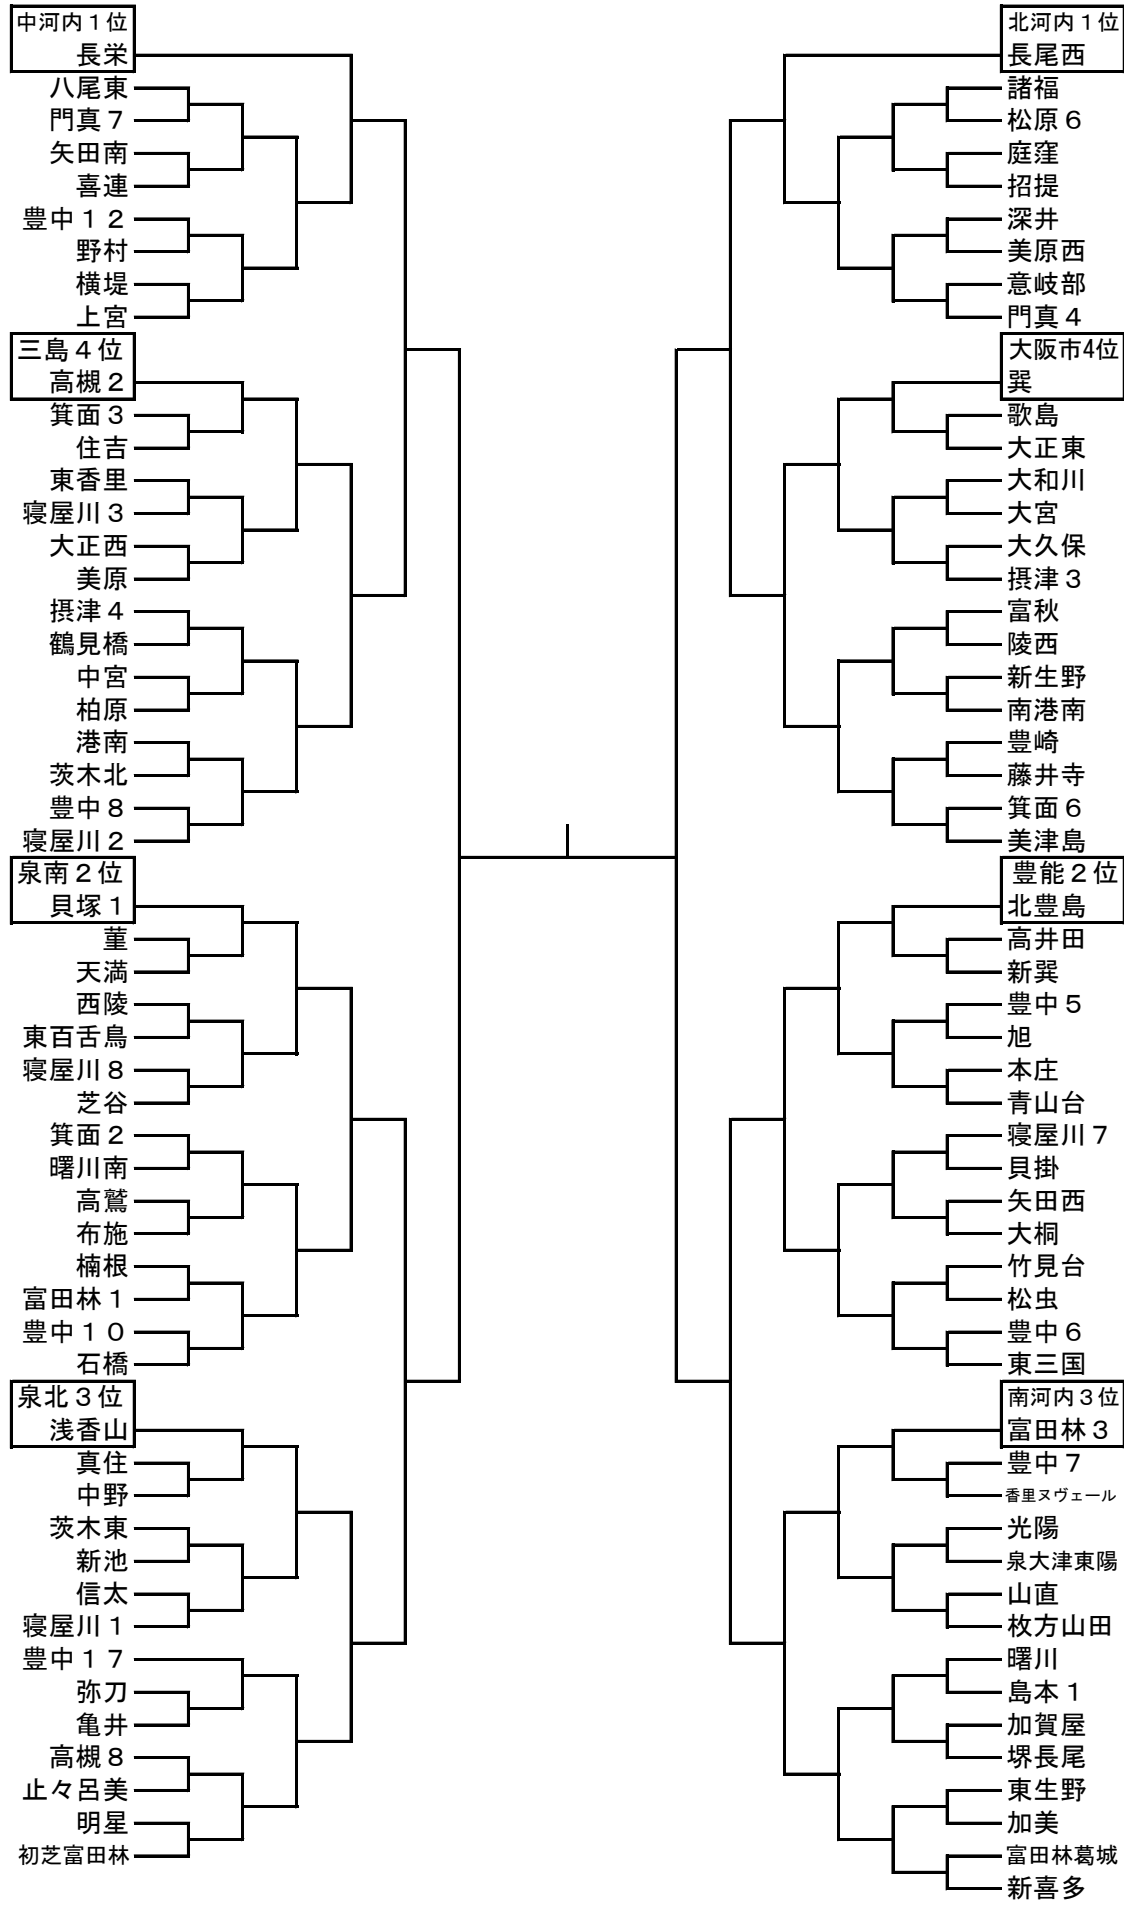 中河内１位
長栄
八尾東
門真７
矢田南
喜連
豊中１２
野村
横堤
上宮
三島４位
高槻２
箕面３
住吉
東香里
寝屋川３
大正西
美原
摂津４
鶴見橋
中宮
柏原
港南
茨木北
豊中８
寝屋川２
泉南２位
貝塚１
菫
天満
西陵
東百舌鳥
寝屋川８
芝谷
箕面２
曙川南
高鷲
布施
楠根
富田林１
豊中１０
石橋
泉北３位
浅香山
真住
中野
茨木東
新池
信太
寝屋川１
豊中１７
弥刀
亀井
高槻８
止々呂美
明星
初芝富田林
北河内１位
長尾西
諸福
松原６
庭窪
招提
深井
美原西
意岐部
門真４
大阪市4位
巽
歌島
大正東
大和川
大宮
大久保
摂津３
富秋
陵西
新生野
南港南
豊崎
藤井寺
箕面６
美津島
豊能２位
北豊島
高井田
新巽
豊中５
旭
本庄
青山台
寝屋川７
貝掛
矢田西
大桐
竹見台
松虫
豊中６
東三国
南河内３位
富田林３
豊中７
香里ヌヴェール
光陽
泉大津東陽
山直
枚方山田
曙川
島本１
加賀屋
堺長尾
東生野
加美
富田林葛城
新喜多